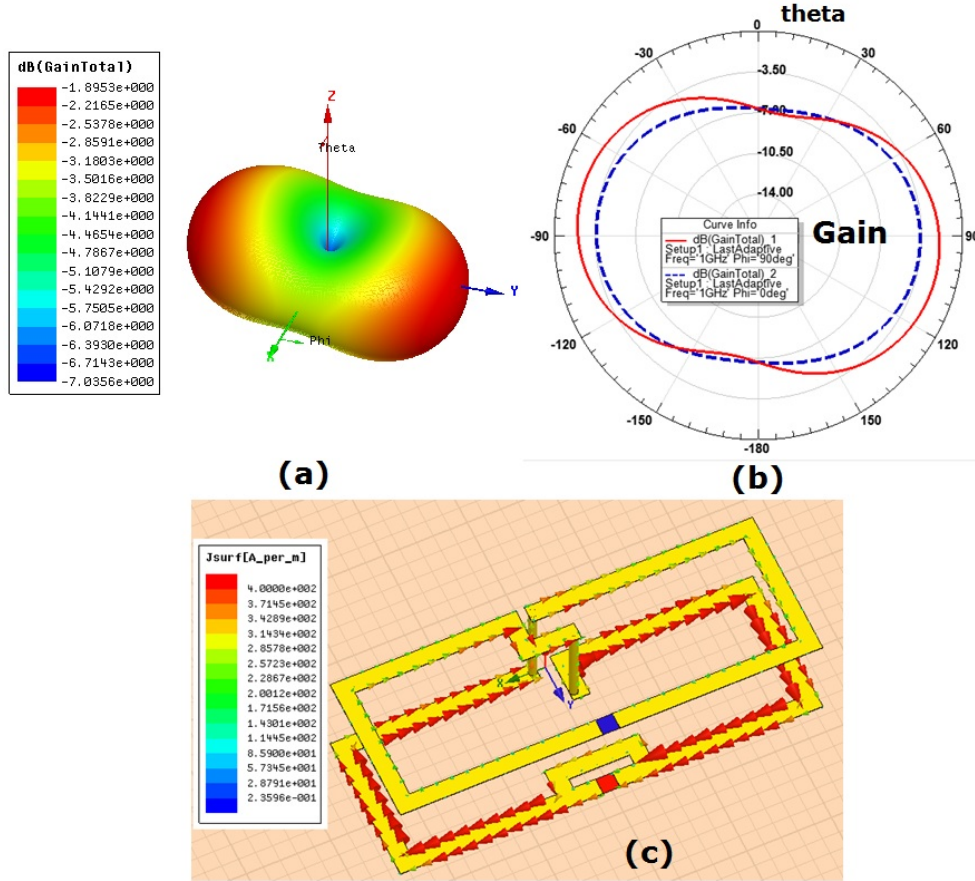 dB(GainTotal)
-1.8953e+000
-2.2165e+000
-2.5378e+000
-2.8591e+000
-3.1803e+000
-3.5016e+000
-3.8229e+000
-4.1441e+000
-4.4654e+000
-4.7867e+000
-5.1079e+000
-5.4292e+000
-5.7505e+000
-6.0718e+000
-6.3930e+000
-6.7143e+000
-7.0356e+000
Z
Theta
Y
X
Phi
(a)
theta
0
-30
30
-60
60
-90
90
-120
120
-150
150
-180
-3.50
-7.00
-10.50
-14.00
Gain
Curve Info
dB(GainTotal)_1
Setup1 : LastAdaptive
Freq='1GHz' Phi='90deg'
dB(GainTotal)_2
Setup1 : LastAdaptive
Freq='1GHz' Phi='0deg'
(b)
Jsurf[A_per_m]
4.0000e+002
3.7145e+002
3.4289e+002
3.1434e+002
2.8578e+002
2.5723e+002
2.2867e+002
2.0012e+002
1.7156e+002
1.4301e+002
1.1445e+002
8.5900e+001
5.7345e+001
2.8791e+001
2.3596e-001
X
Y
(c)